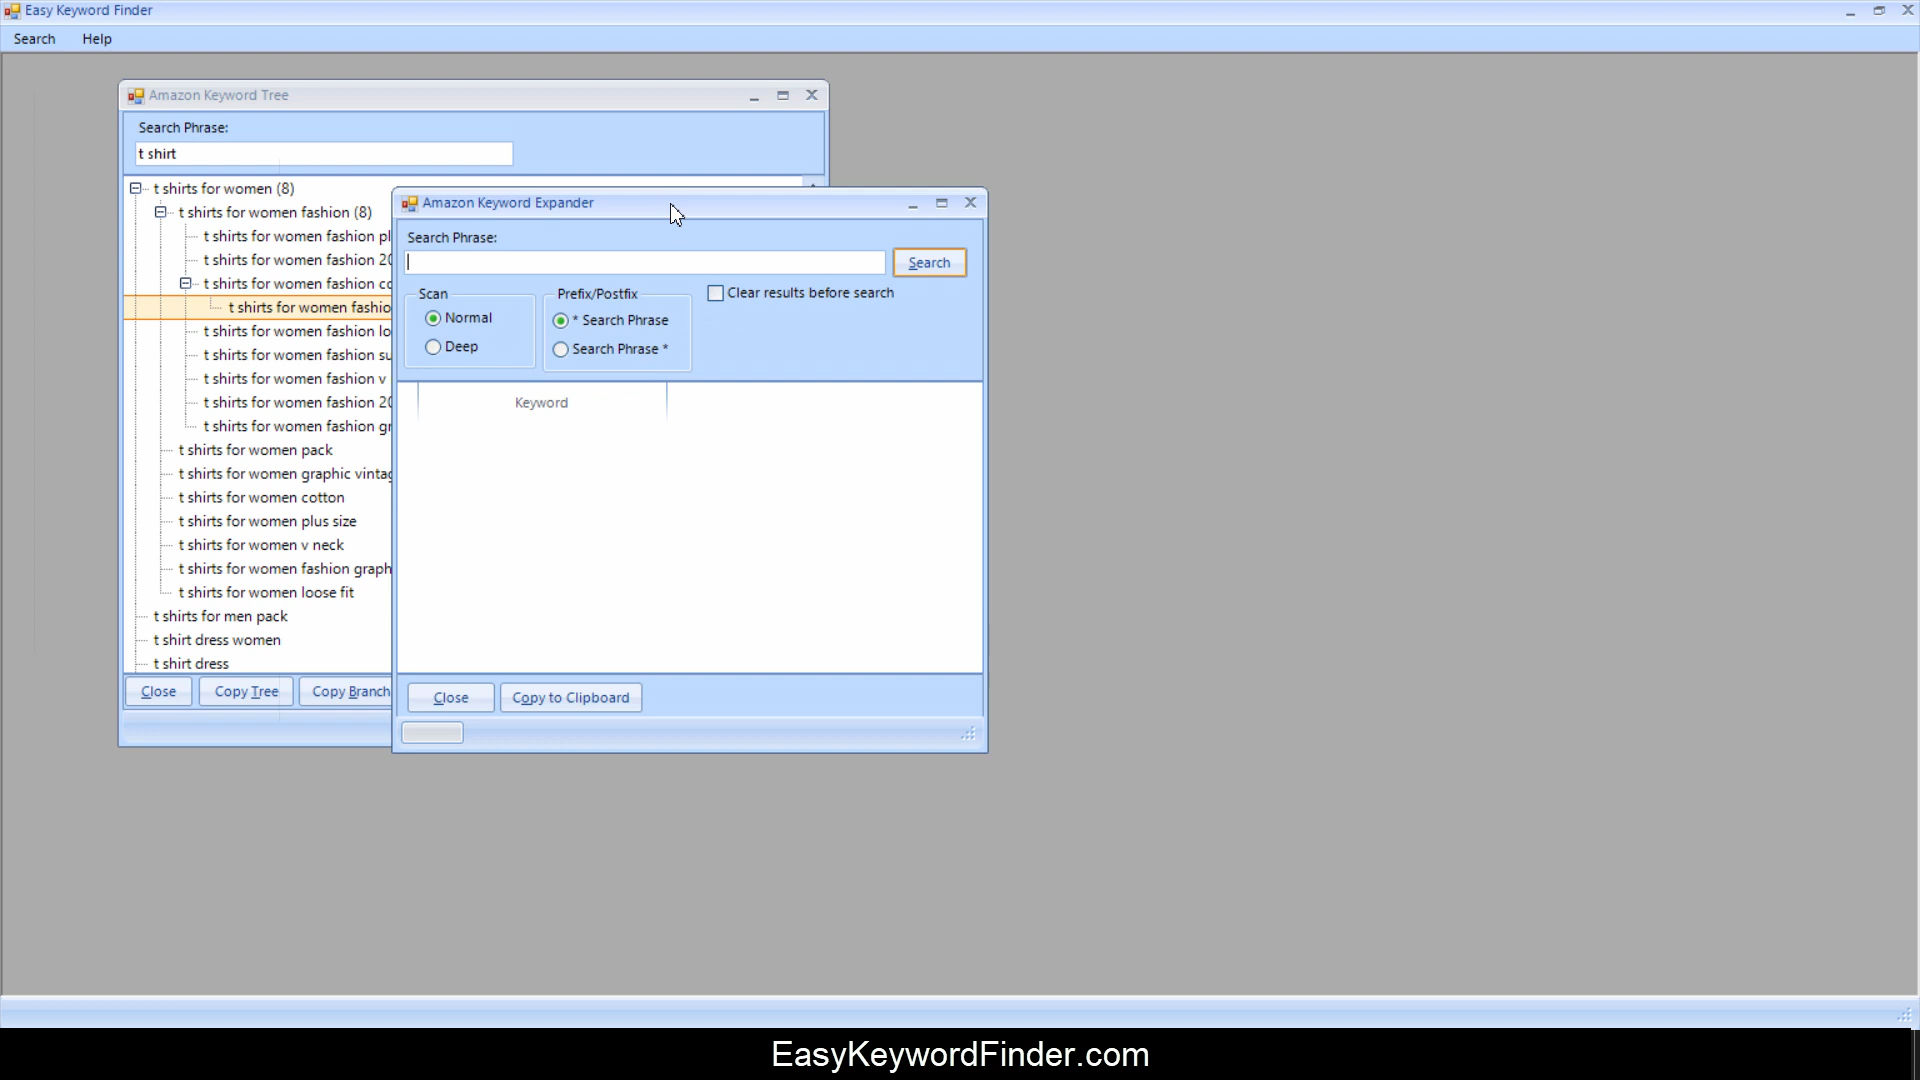 Easy Keyword Finder
Search Help
Amazon Keyword Tree
Search Phrase:
t shirt
t shirts for women (8)
t shirts for women fashion (8)
t shirts for women fashion
t shirts for women fashion
t shirts for women fashion
t shirts for women
t shirts for women fashion
t shirts for women fashion
t shirts for women fashion v
t shirts for women fashion
t shirts for women fashion
t shirts for women pack
t shirts for women graphic
t shirts for women cotton
t shirts for women plus size
t shirts for women v neck
t shirts for women fashion
t shirts for women loose fit
t shirts for men pack
t shirt dress women
t shirt dress
Close Copy Tree Copy Branch
Amazon Keyword Expander
Search Phrase:
Search
Scan
Normal
Deep
Prefix/Postfix
* Search Phrase
Search Phrase *
Clear results before search
Keyword
Close Copy to Clipboard
EasyKeywordFinder.com